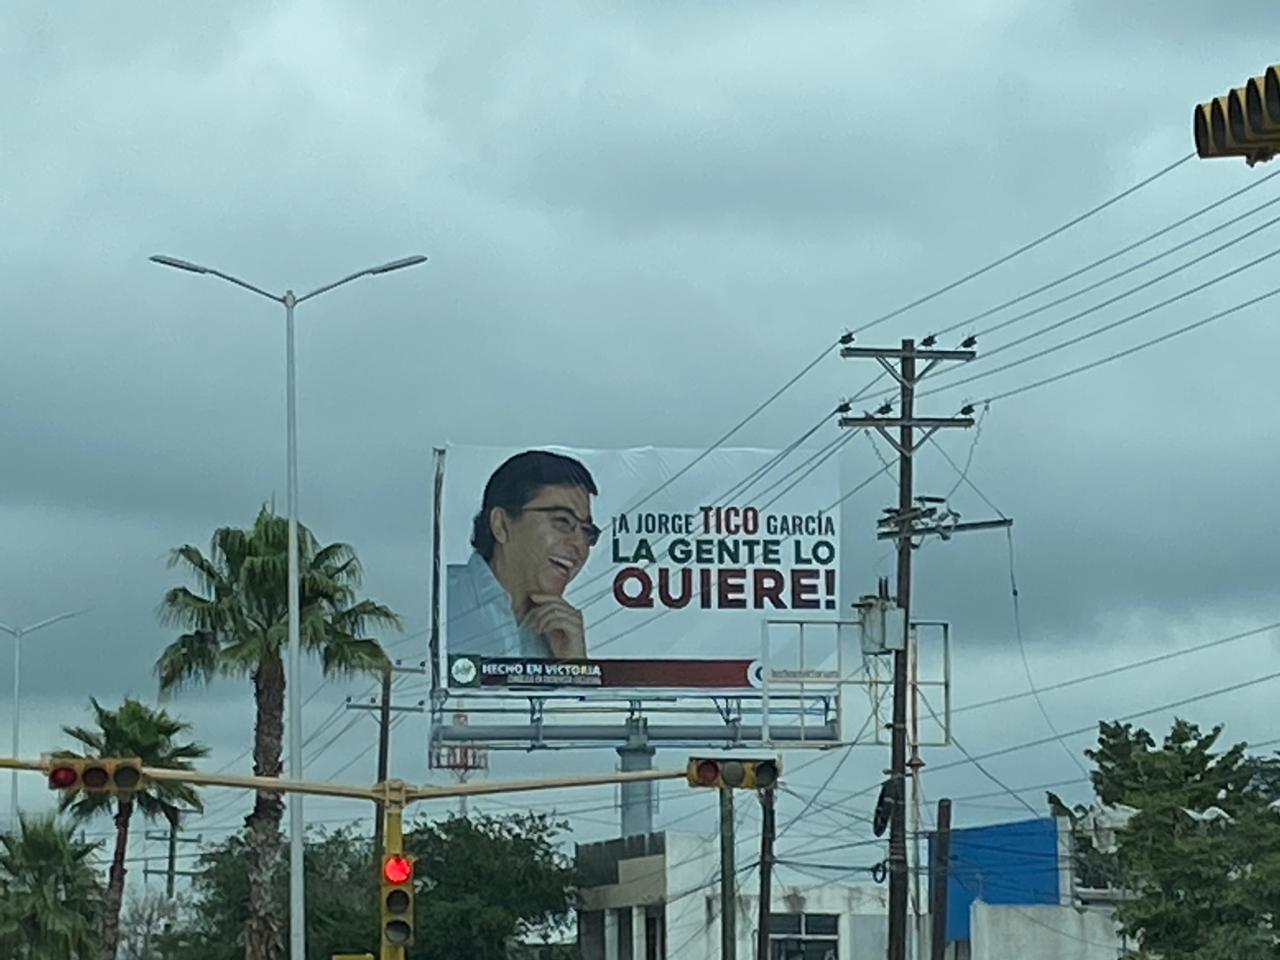 ¡A JORGE TICO GARCÍA
LA GENTE LO
QUIERE!
HECHO EN VICTORIA